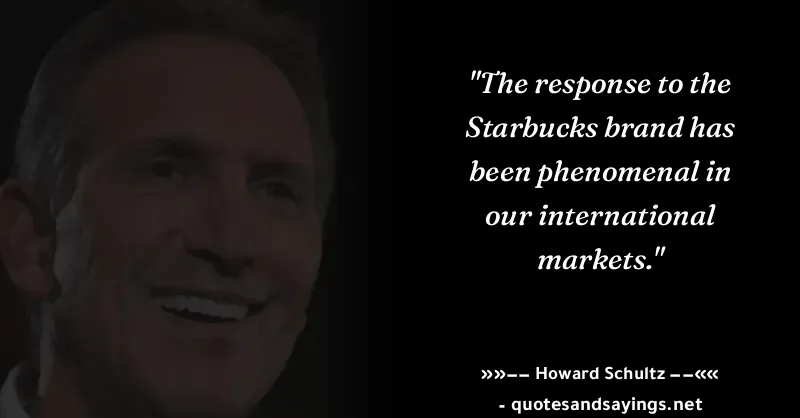 "The response to the
Starbucks brand has
been phenomenal in
our international
markets."
»»–– Howard Schultz ––««
- quotesandsayings.net